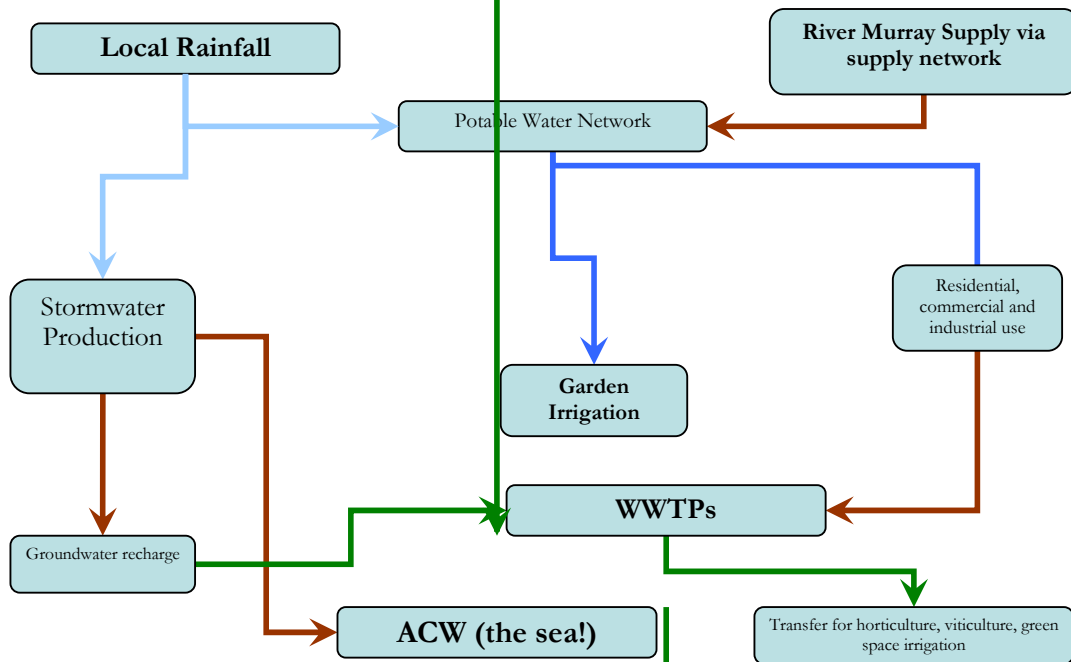 Local Rainfall
River Murray Supply via
supply network
Potable Water Network
Stormwater
Production
Residential,
commercial and
industrial use
Garden
Irrigation
WWTPs
Groundwater recharge
ACW (the sea!)
Transfer for horticulture, viticulture, green
space irrigation